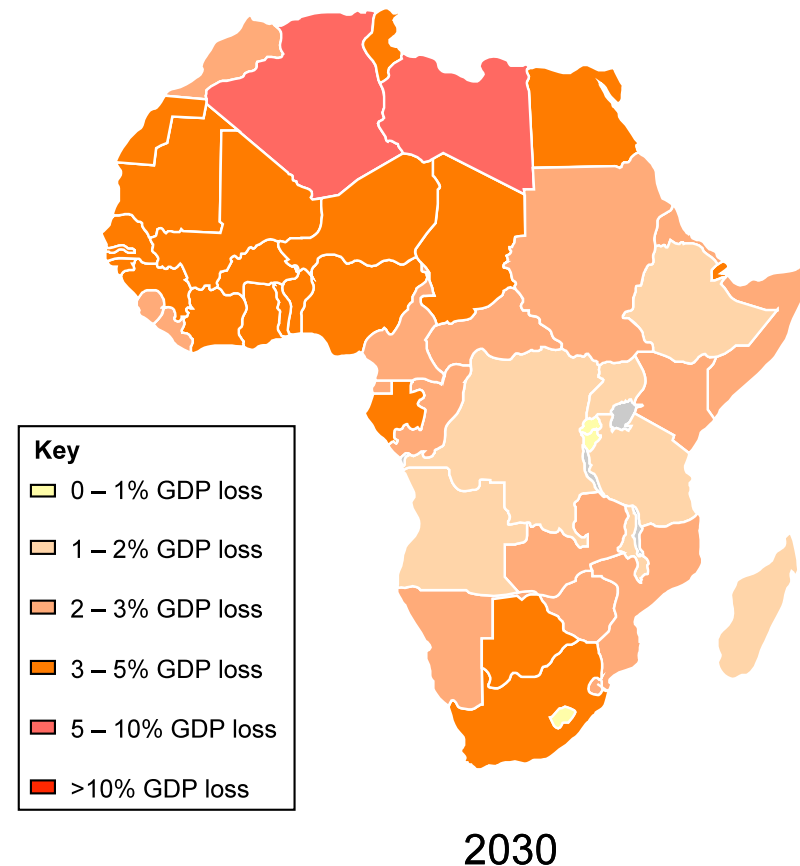 Key
0 – 1% GDP loss
1 – 2% GDP loss
2 – 3% GDP loss
3 – 5% GDP loss
5 – 10% GDP loss
>10% GDP loss
2030